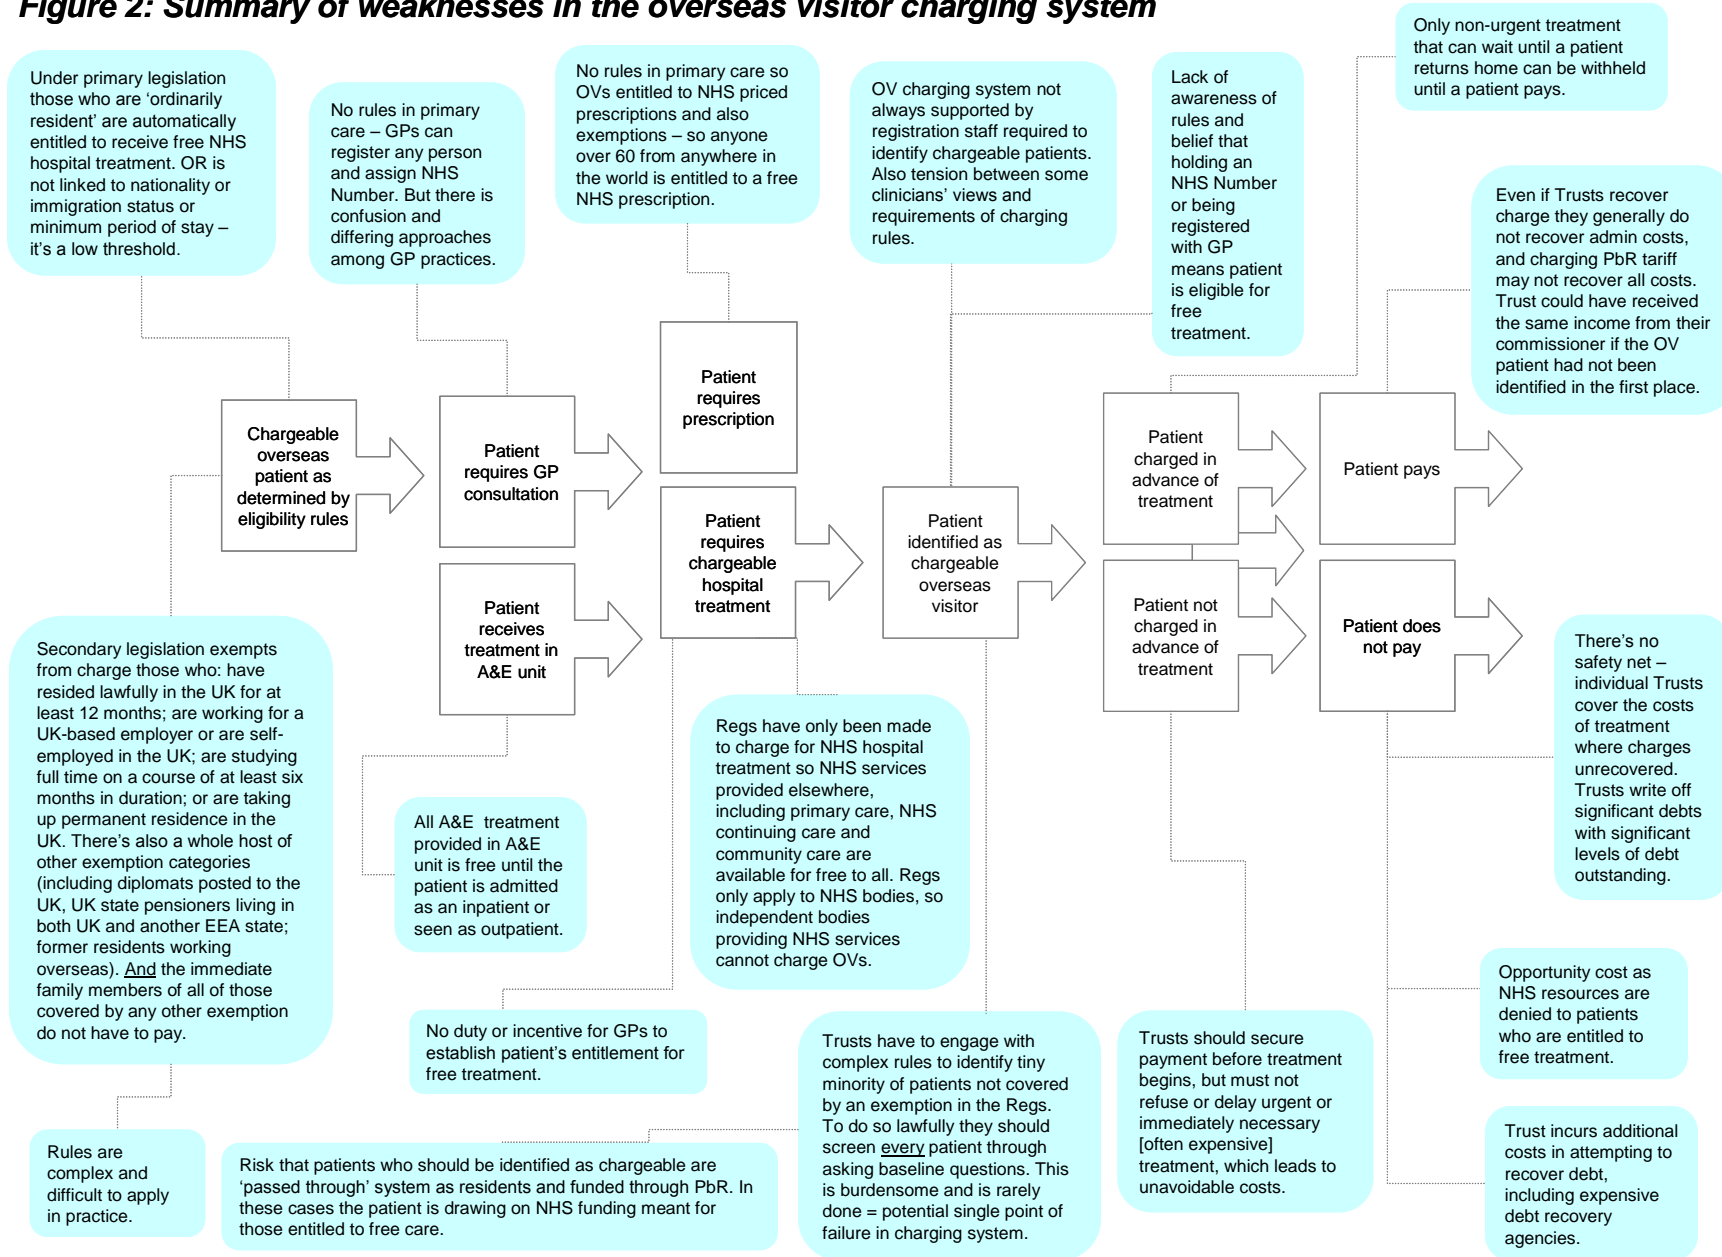 Figure 2: Summary of weaknesses in the overseas visitor charging system
Under primary legislation
those who are ‘ordinarily
resident’ are automatically
entitled to receive free NHS
hospital treatment. OR is
not linked to nationality or
immigration status or
minimum period of stay –
it’s a low threshold.
No rules in primary
care – GPs can
register any person
and assign NHS
Number. But there is
confusion and
differing approaches
among GP practices.
No rules in primary care so
OVs entitled to NHS priced
prescriptions and also
exemptions – so anyone
over 60 from anywhere in
the world is entitled to a free
NHS prescription.
OV charging system not
always supported by
registration staff required to
identify chargeable patients.
Also tension between some
clinicians’ views and
requirements of charging
rules.
Lack of
awareness of
rules and
belief that
holding an
NHS Number
or being
registered
with GP
means patient
is eligible for
free
treatment.
Only non-urgent treatment
that can wait until a patient
returns home can be withheld
until a patient pays.
Even if Trusts recover
charge they generally do
not recover admin costs,
and charging PbR tariff
may not recover all costs.
Trust could have received
the same income from their
commissioner if the OV
patient had not been
identified in the first place.
Chargeable
overseas
patient as
determined by
eligibility rules
Patient
requires GP
consultation
Patient
receives
treatment in
A&E unit
Patient
requires
prescription
Patient
requires
chargeable
hospital
treatment
Patient
identified as
chargeable
overseas
visitor
Patient
charged in
advance of
treatment
Patient not
charged in
advance of
treatment
Patient pays
Patient does
not pay
Secondary legislation exempts
from charge those who: have
resided lawfully in the UK for at
least 12 months; are working for a
UK-based employer or are self-
employed in the UK; are studying
full time on a course of at least six
months in duration; or are taking
up permanent residence in the
UK. There’s also a whole host of
other exemption categories
(including diplomats posted to the
UK, UK state pensioners living in
both UK and another EEA state;
former residents working
overseas). And the immediate
family members of all of those
covered by any other exemption
do not have to pay.
All A&E treatment
provided in A&E
unit is free until the
patient is admitted
as an inpatient or
seen as outpatient.
Regs have only been made
to charge for NHS hospital
treatment so NHS services
provided elsewhere,
including primary care, NHS
continuing care and
community care are
available for free to all. Regs
only apply to NHS bodies, so
independent bodies
providing NHS services
cannot charge OVs.
There’s no
safety net –
individual Trusts
cover the costs
of treatment
where charges
unrecovered.
Trusts write off
significant debts
with significant
levels of debt
outstanding.
No duty or incentive for GPs to
establish patient’s entitlement for
free treatment.
Trusts have to engage with
complex rules to identify tiny
minority of patients not covered
by an exemption in the Regs.
To do so lawfully they should
screen every patient through
asking baseline questions. This
is burdensome and is rarely
done = potential single point of
failure in charging system.
Trusts should secure
payment before treatment
begins, but must not
refuse or delay urgent or
immediately necessary
[often expensive]
treatment, which leads to
unavoidable costs.
Opportunity cost as
NHS resources are
denied to patients
who are entitled to
free treatment.
Rules are
complex and
difficult to apply
in practice.
Risk that patients who should be identified as chargeable are
‘passed through’ system as residents and funded through PbR. In
these cases the patient is drawing on NHS funding meant for
those entitled to free care.
Trust incurs additional
costs in attempting to
recover debt,
including expensive
debt recovery
agencies.